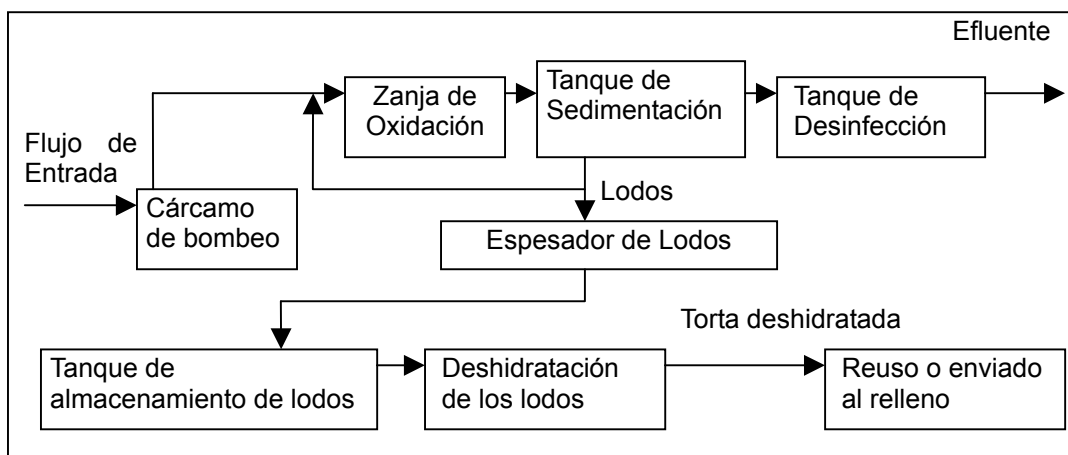 Efluente
Zanja de
Oxidación
Tanque de
Sedimentación
Tanque de
Desinfección
Flujo de
Entrada
Cárcamo
de bombeo
Lodos
Espesador de Lodos
Torta deshidratada
Tanque de
almacenamiento de lodos
Deshidratación
de los lodos
Reuso o enviado
al relleno